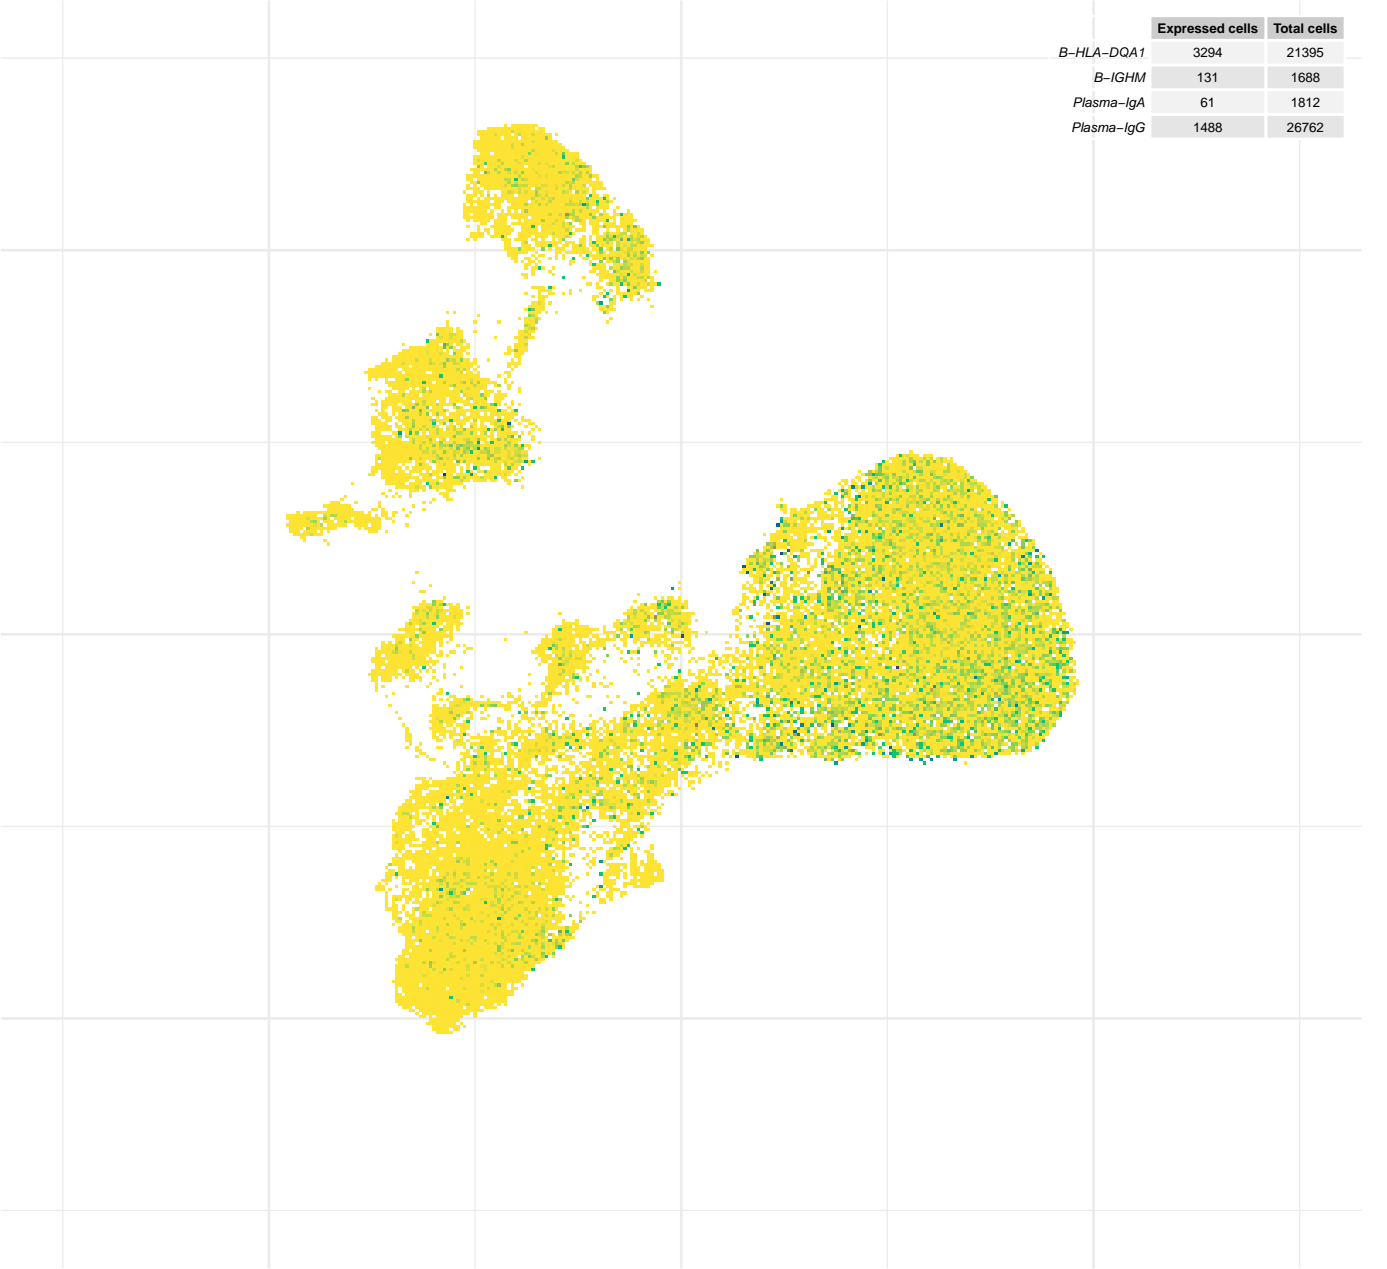 Expressed cells Total cells
B−HLA−DQA1 3294 21395
B−IGHM 131 1688
Plasma−IgA 61 1812
Plasma−IgG 1488 26762